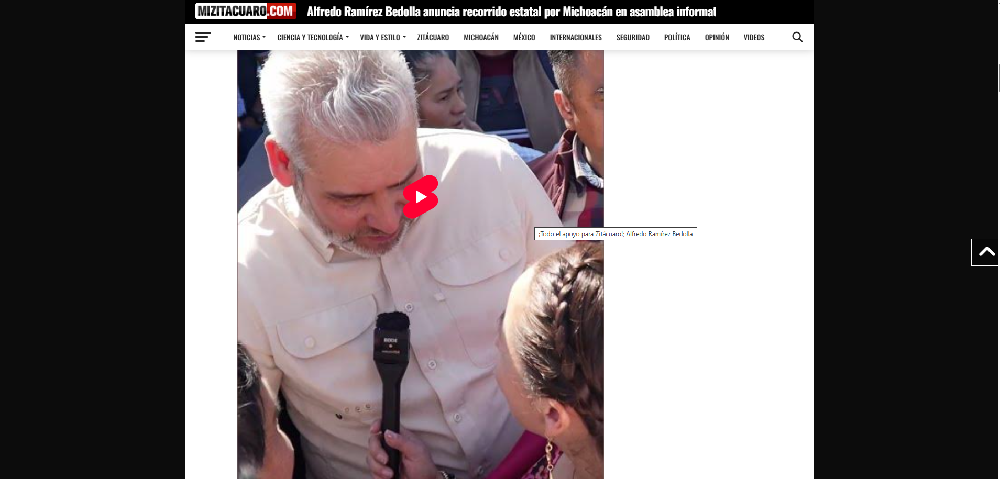 MIZITACUARO.COM
Alfredo Ramírez Bedolla anuncia recorrido estatal por Michoacán en asamblea informat
NOTICIAS CIENCIA Y TECNOLOGÍA VIDA Y ESTILO ZITÁCUARO MICHOACÁN MÉXICO INTERNACIONALES SEGURIDAD POLÍTICA OPINIÓN VIDEOS
¡Todo el apoyo para Zitácuaro!; Alfredo Ramírez Bedolla
RODE